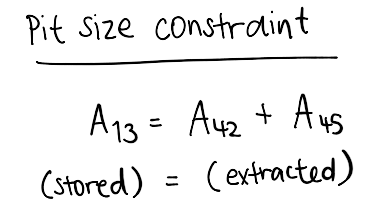 Pit size constraint
A₁₃ = A₄₂ + A₄₅
(stored) = (extracted)